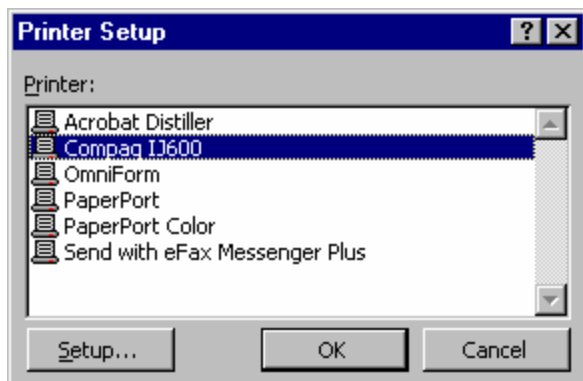 Printer Setup
Printer:
Acrobat Distiller
Compaq IJ600
OmniForm
PaperPort
PaperPort Color
Send with eFax Messenger Plus
Setup... OK Cancel